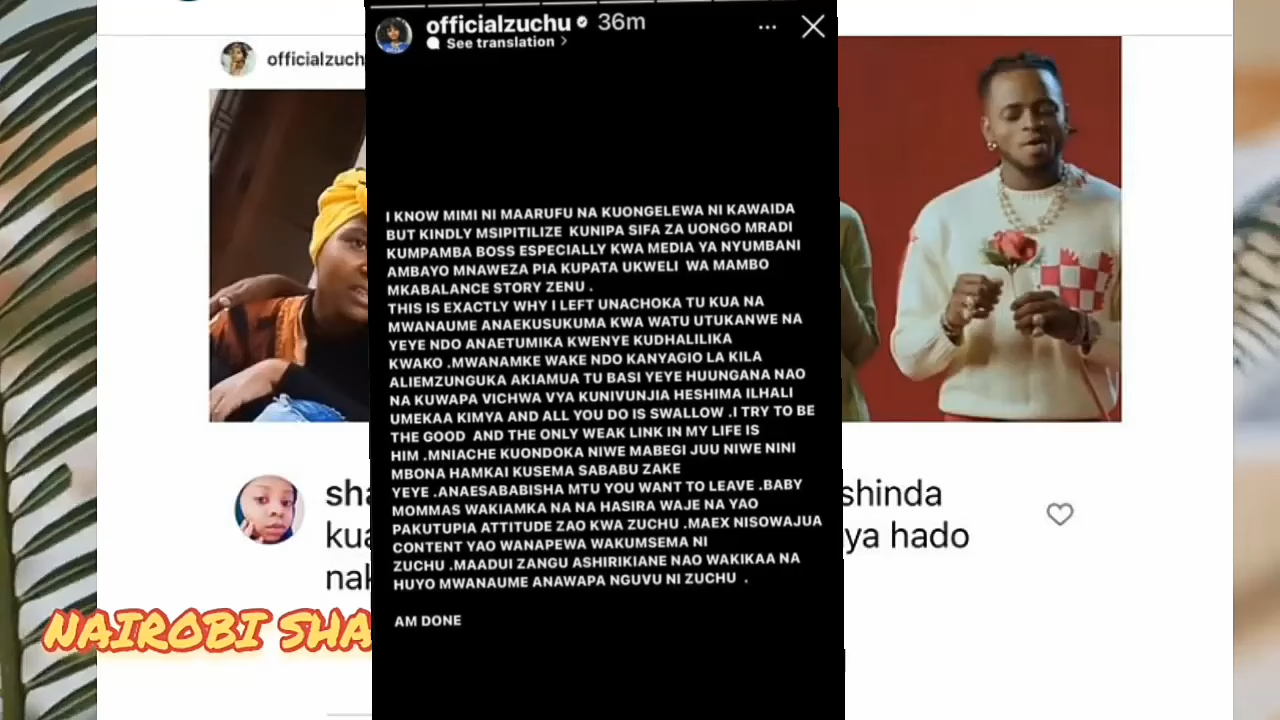 officialzuchu 36m
See translation
officialzuch
I KNOW MIMI NI MAARUFU NA KUONGELEWA NI KAWAIDA
BUT KINDLY MSIPITILIZE KUNIPA SIFA ZA UONGO MRADI
KUMPAMBA BOSS ESPECIALLY KWA MEDIA YA NYUMBANI
AMBAYO MNAWEZA PIA KUPATA UKWELI WA MAMBO
MKABALANCE STORY ZENU .
THIS IS EXACTLY WHY I LEFT UNACHOKA TU KUA NA
MWANAUME ANAEKUSUKUMA KWA WATU UTUKANWE NA
YEYE NDO ANAETUMIKA KWENYE KUDHALILIKA
KWAKO .MWANAMKE WAKE NDO KANYAGIO LA KILA
ALIEMZUNGUKA AKIAMUA TU BASI YEYE HUUNGANA NAO
NA KUWAPA VICHWA VYA KUNIVUNJIA HESHIMA ILHALI
UMEKAA KIMYA AND ALL YOU DO IS SWALLOW .I TRY TO BE
THE GOOD AND THE ONLY WEAK LINK IN MY LIFE IS
HIM .MNIACHE KUONDOKA NIWE MABEGI JUU NIWE NINI
MBONA HAMKAI KUSEMA SABABU ZAKE
YEYE .ANAESABABISHA MTU YOU WANT TO LEAVE .BABY
MOMMAS WAKIAMKA NA NA HASIRA WAJE NA YAO
PAKUTUPIA ATTITUDE ZAO KWA ZUCHU .MAEX NISOWAJUA
CONTENT YAO WANAPEWA WAKUMSEMA NI
ZUCHU .MAADUI ZANGU ASHIRIKIANE NAO WAKIKAA NA
HUYO MWANAUME ANAWAPA NGUVU NI ZUCHU .
AM DONE
sha shinda
kua ya hado
nak
NAIROBI SHA